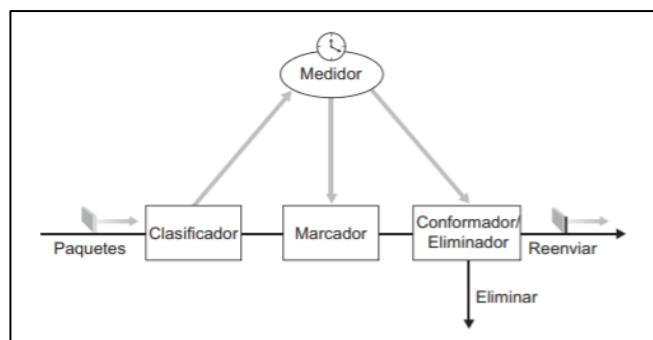 Medidor
Paquetes
Clasificador
Marcador
Conformador/
Eliminador
Reenviar
Eliminar